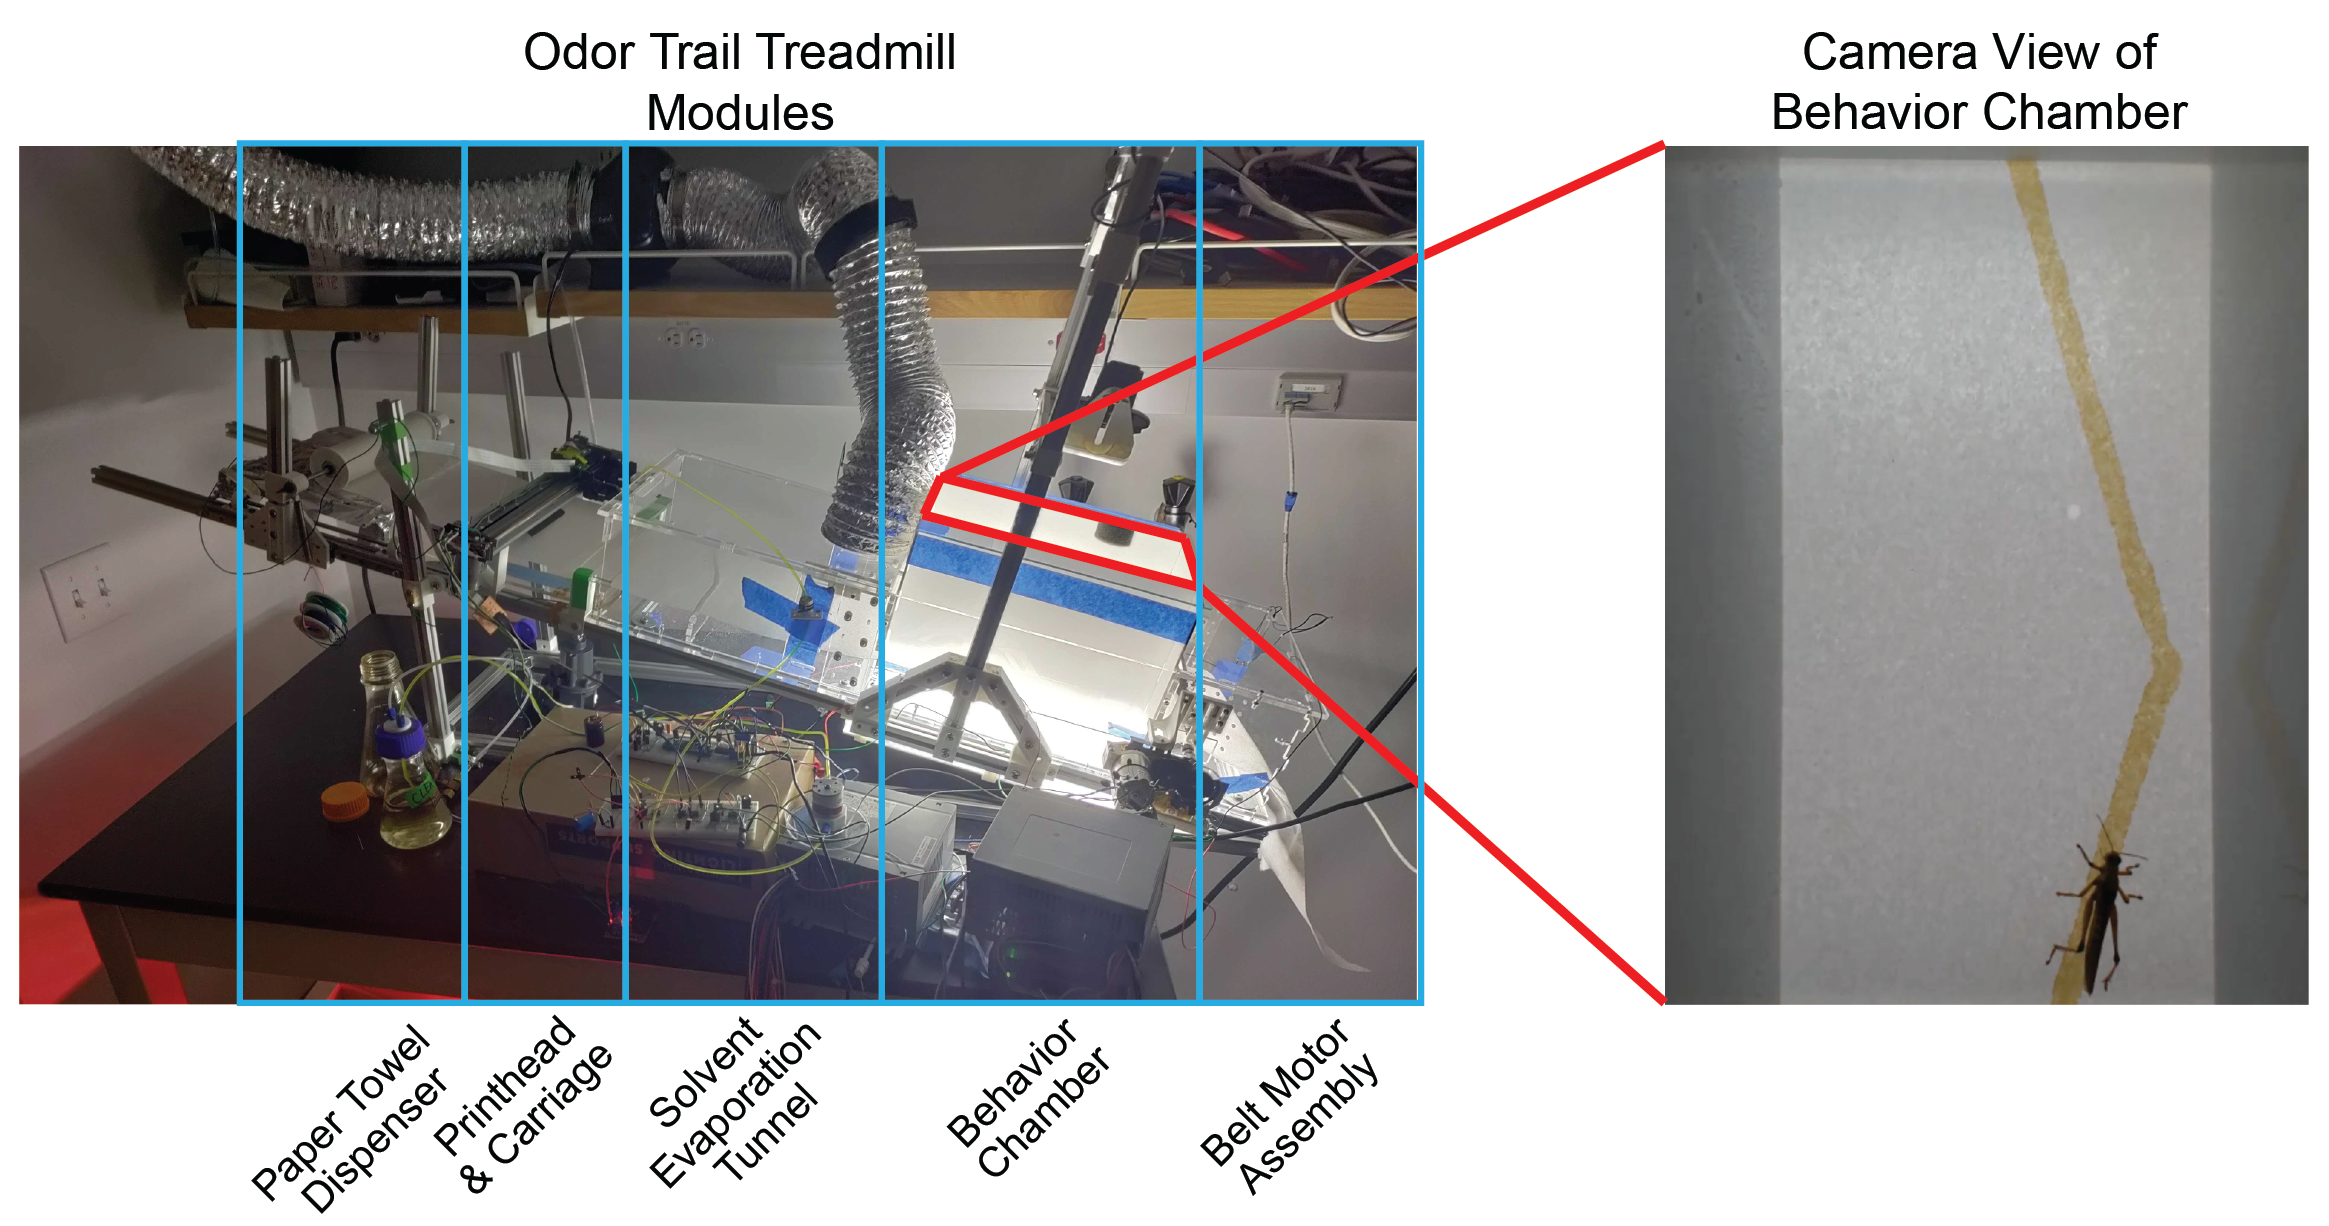 Odor Trail Treadmill
Modules
Camera View of
Behavior Chamber
Paper Towel
Dispenser
Printhead
& Carriage
Solvent
Evaporation
Tunnel
Behavior
Chamber
Belt Motor
Assembly